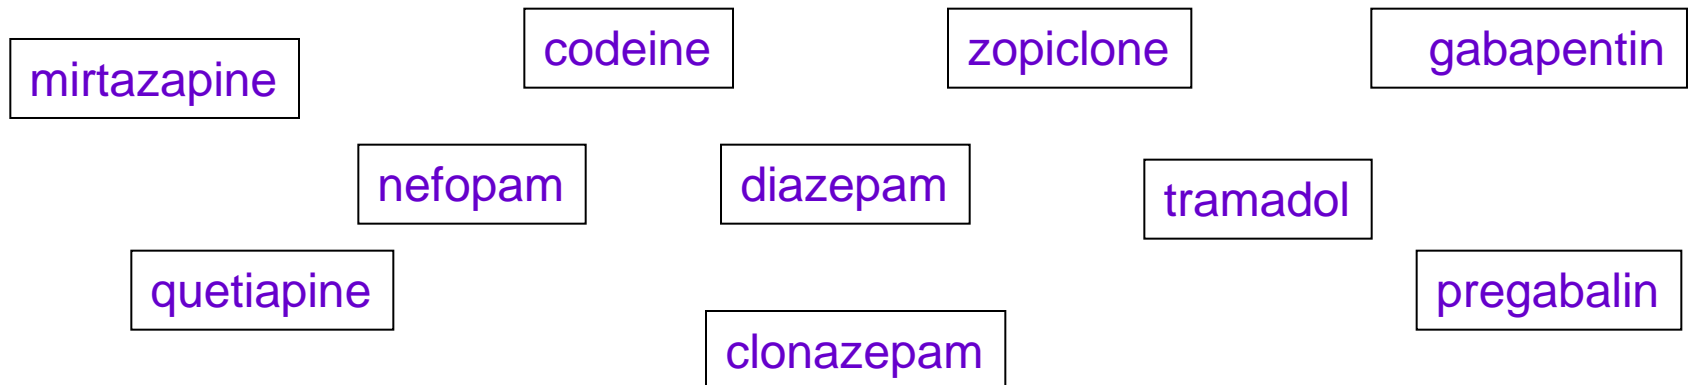 mirtazapine
codeine
zopiclone
gabapentin
nefopam
diazepam
tramadol
quetiapine
pregabalin
clonazepam